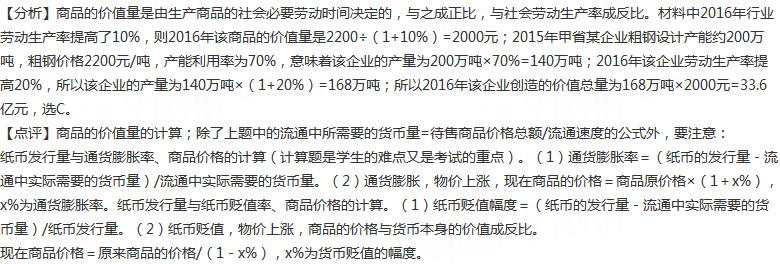 【分析】商品的价值量是由生产商品的社会必要劳动时间决定的，与之成正比，与社会劳动生产率成反比。材料中2016年行业
劳动生产率提高了10%，则2016年该商品的价值量是2200÷（1+10%）=2000元；2015年甲省某企业粗钢设计产能约200万
吨，粗钢价格2200元/吨，产能利用率为70%，意味着该企业的产量为200万吨×70%=140万吨；2016年该企业劳动生产率提
高20%，所以该企业的产量为140万吨×（1+20%）=168万吨；所以2016年该企业创造的价值总量为168万吨×2000元=33.6
亿元，选C。
【点评】商品的价值量的计算；除了上题中的流通中所需要的货币量=待售商品价格总额/流通速度的公式外，要注意：
纸币发行量与通货膨胀率、商品价格的计算（计算题是学生的难点又是考试的重点）。（1）通货膨胀率＝（纸币的发行量－流
通中实际需要的货币量）/流通中实际需要的货币量。（2）通货膨胀，物价上涨，现在商品的价格＝商品原价格×（1＋x%），
x%为通货膨胀率。纸币发行量与纸币贬值率、商品价格的计算。（1）纸币贬值幅度＝（纸币的发行量－流通中实际需要的货
币量）/纸币发行量。（2）纸币贬值，物价上涨，商品的价格与货币本身的价值成反比。
现在商品价格＝原来商品的价格/（1－x%），x%为货币贬值的幅度。